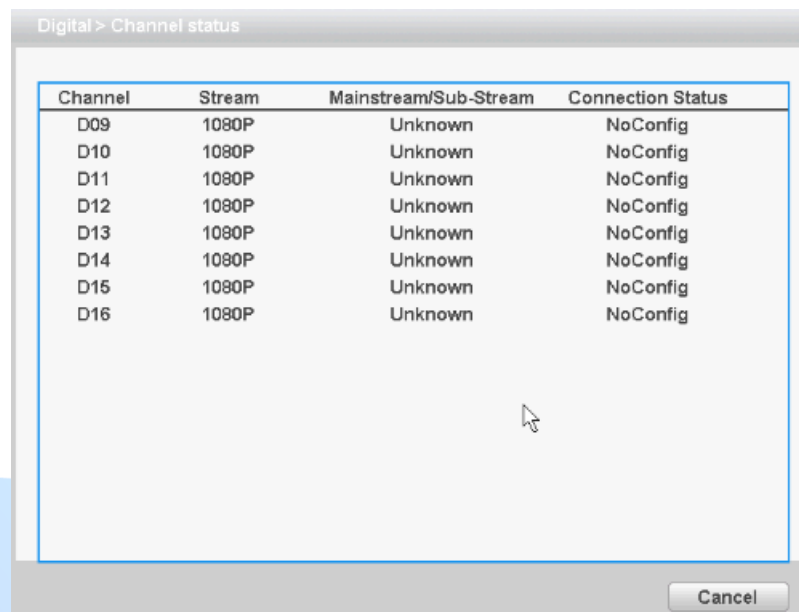 Digital > Channel status
Channel Stream Mainstream/Sub-Stream Connection Status
D09 1080P Unknown NoConfig
D10 1080P Unknown NoConfig
D11 1080P Unknown NoConfig
D12 1080P Unknown NoConfig
D13 1080P Unknown NoConfig
D14 1080P Unknown NoConfig
D15 1080P Unknown NoConfig
D16 1080P Unknown NoConfig
Cancel